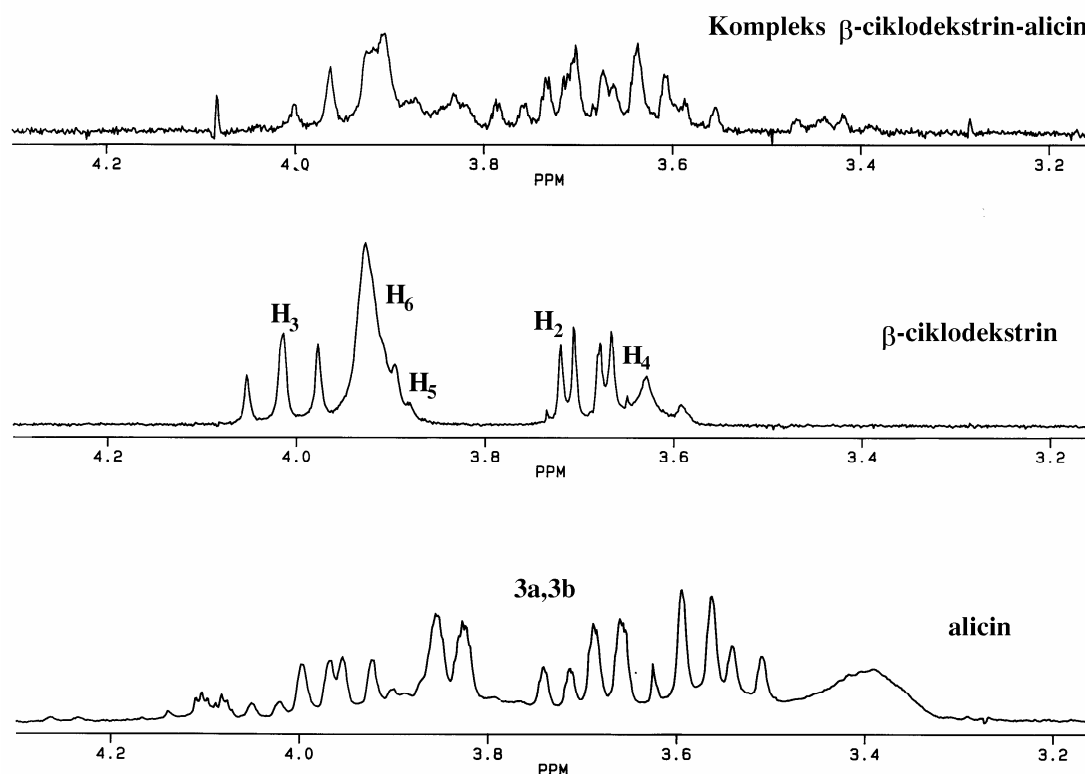 Kompleks β-ciklodekstrin-alicin
4.2 4.0 3.8 3.6 3.4 3.2
PPM
H3 H6 H5 H2 H4 β-ciklodekstrin
4.2 4.0 3.8 3.6 3.4 3.2
PPM
3a,3b
alicin
4.2 4.0 3.8 3.6 3.4 3.2
PPM